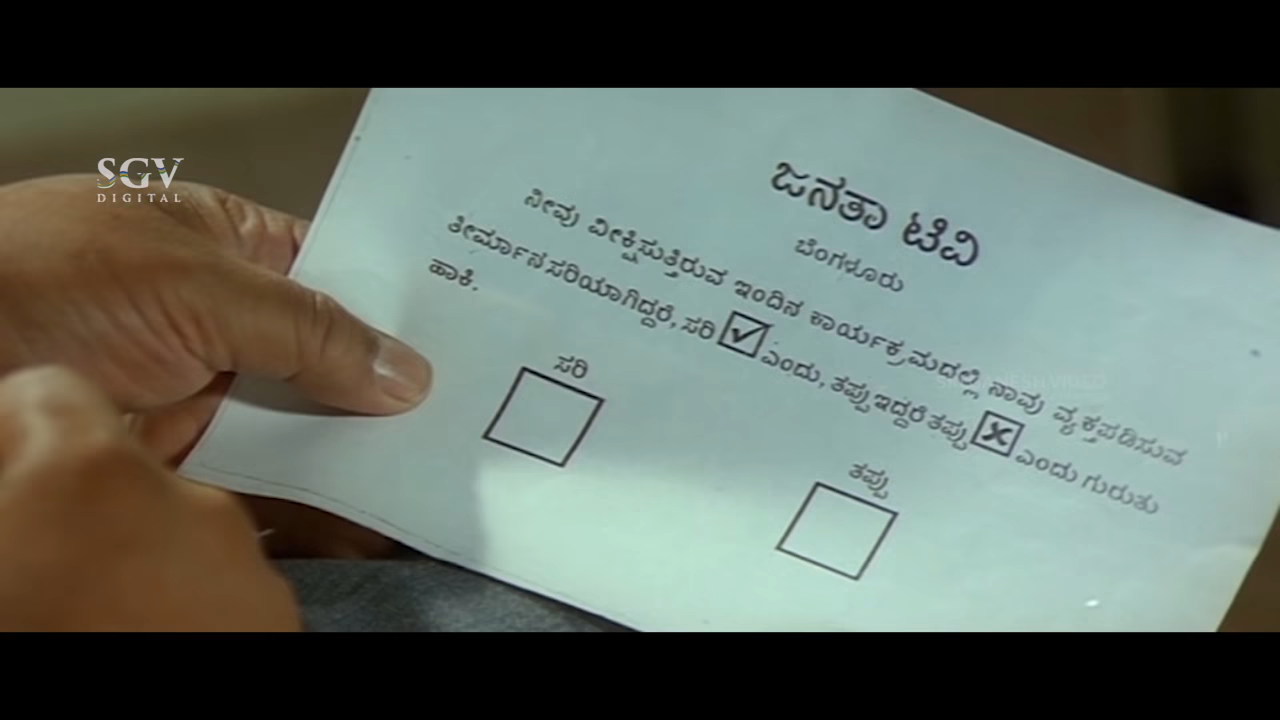 SGV
DIGITAL
ಜನತಾ ಟಿವಿ
ಬೆಂಗಳೂರು
ನೀವು ವೀಕ್ಷಿಸುತ್ತಿರುವ ಇಂದಿನ ಕಾರ್ಯಕ್ರಮದಲ್ಲಿ ನಾವು ವ್ಯಕ್ತಪಡಿಸುವ
ತೀರ್ಮಾನ ಸರಿಯಾಗಿದ್ದರೆ, ಸರಿ ☑ ಎಂದು, ತಪ್ಪು ಇದ್ದರೆ ತಪ್ಪು ☒ ಎಂದು ಗುರುತು
ಹಾಕಿ.
ಸರಿ
ತಪ್ಪು